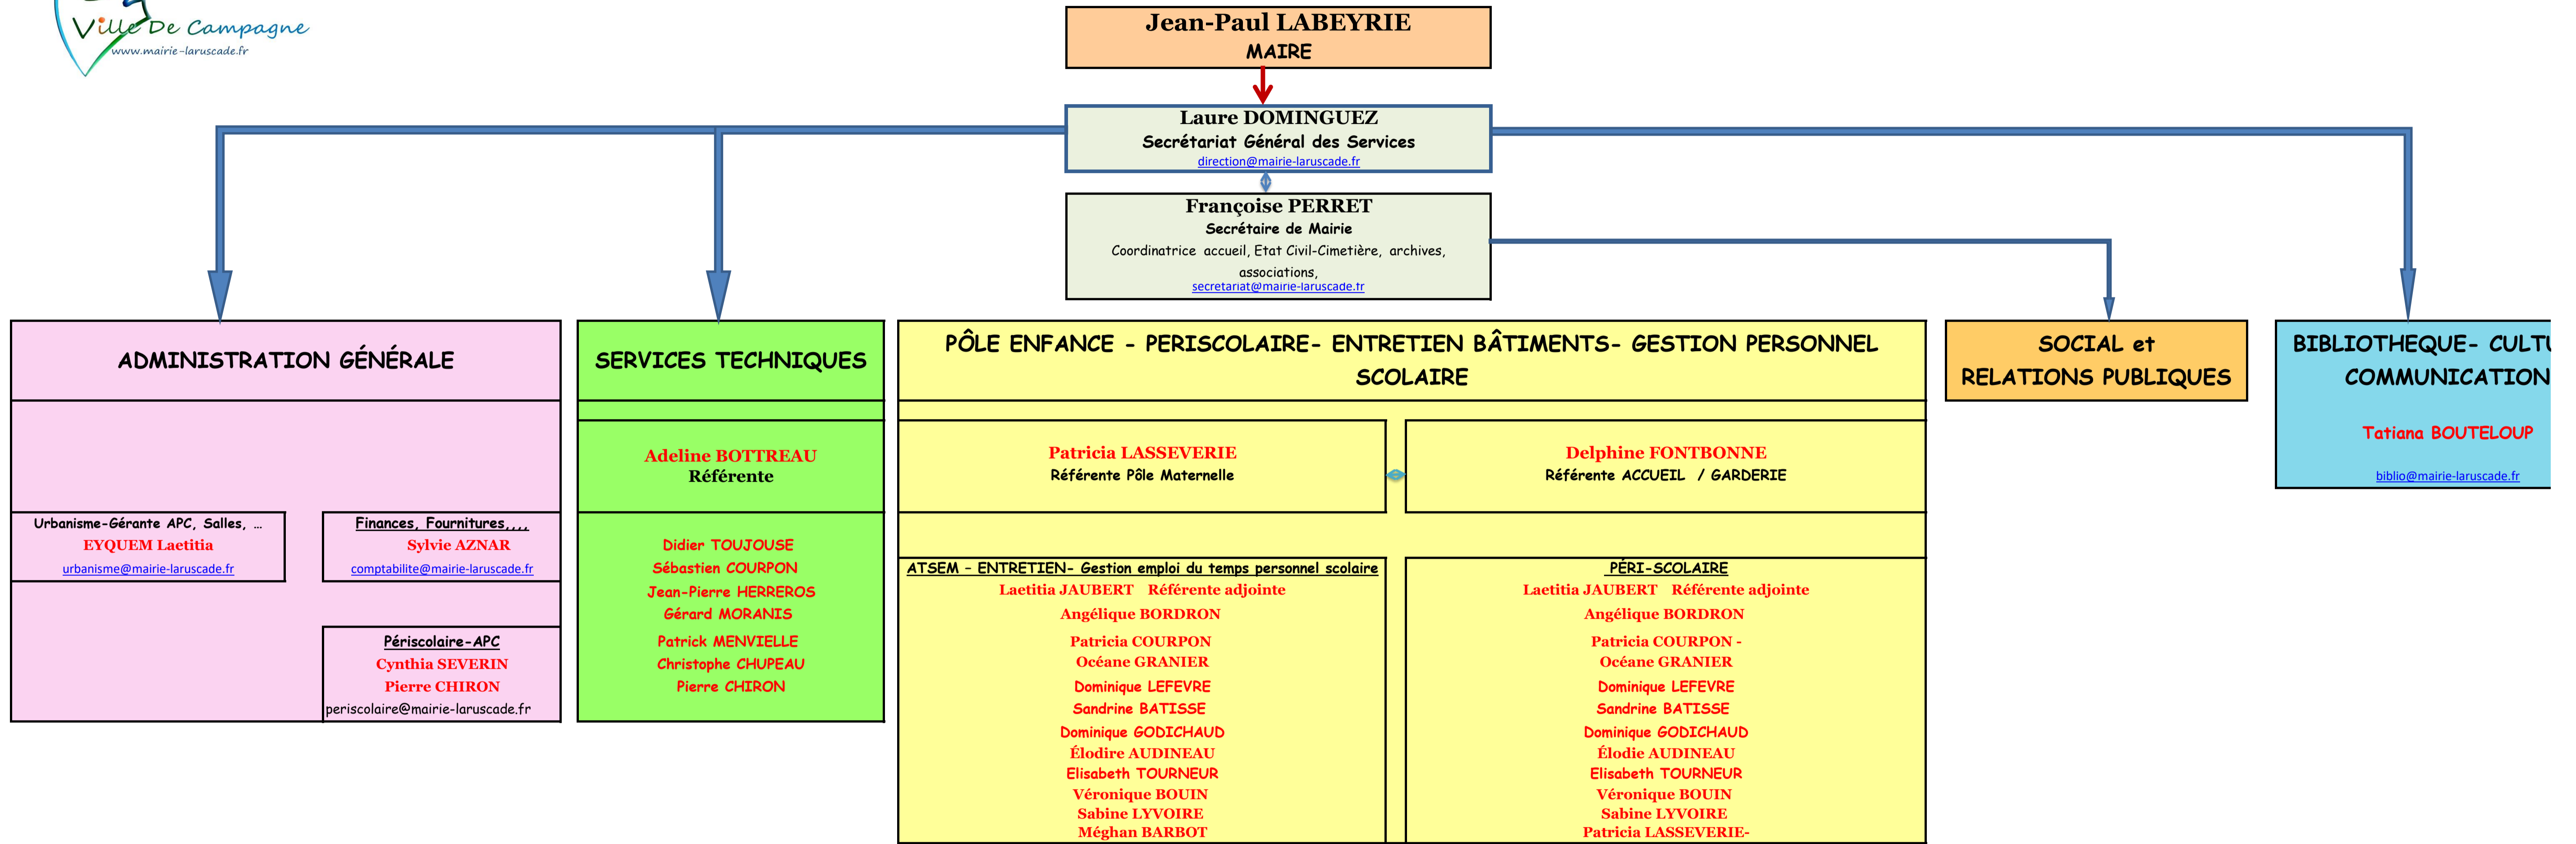 Ville De Campagne
www.mairie-laruscade.fr
Jean-Paul LABEYRIE
MAIRE
Laure DOMINGUEZ
Secrétariat Général des Services
direction@mairie-laruscade.fr
Françoise PERRET
Secrétaire de Mairie
Coordinatrice accueil, Etat Civil-Cimetière, archives,
associations,
secretariat@mairie-laruscade.fr
ADMINISTRATION GÉNÉRALE
Urbanisme-Gérante APC, Salles, ...
EYQUEM Laetitia
urbanisme@mairie-laruscade.fr
Finances, Fournitures,,,,
Sylvie AZNAR
comptabilite@mairie-laruscade.fr
Périscolaire-APC
Cynthia SEVERIN
Pierre CHIRON
periscolaire@mairie-laruscade.fr
SERVICES TECHNIQUES
Adeline BOTTREAU
Référente
Didier TOUJOUSE
Sébastien COURPON
Jean-Pierre HERREROS
Gérard MORANIS
Patrick MENVIELLE
Christophe CHUPEAU
Pierre CHIRON
PÔLE ENFANCE - PERISCOLAIRE- ENTRETIEN BÂTIMENTS- GESTION PERSONNEL
SCOLAIRE
Patricia LASSEVERIE
Référente Pôle Maternelle
Delphine FONTBONNE
Référente ACCUEIL / GARDERIE
ATSEM - ENTRETIEN- Gestion emploi du temps personnel scolaire
Laetitia JAUBERT Référente adjointe
Angélique BORDRON
Patricia COURPON
Océane GRANIER
Dominique LEFEVRE
Sandrine BATISSE
Dominique GODICHAUD
Élodire AUDINEAU
Elisabeth TOURNEUR
Véronique BOUIN
Sabine LYVOIRE
Méghan BARBOT
PÉRI-SCOLAIRE
Laetitia JAUBERT Référente adjointe
Angélique BORDRON
Patricia COURPON -
Océane GRANIER
Dominique LEFEVRE
Sandrine BATISSE
Dominique GODICHAUD
Élodie AUDINEAU
Elisabeth TOURNEUR
Véronique BOUIN
Sabine LYVOIRE
Patricia LASSEVERIE-
SOCIAL et
RELATIONS PUBLIQUES
BIBLIOTHEQUE- CULTU
COMMUNICATION
Tatiana BOUTELOUP
biblio@mairie-laruscade.fr